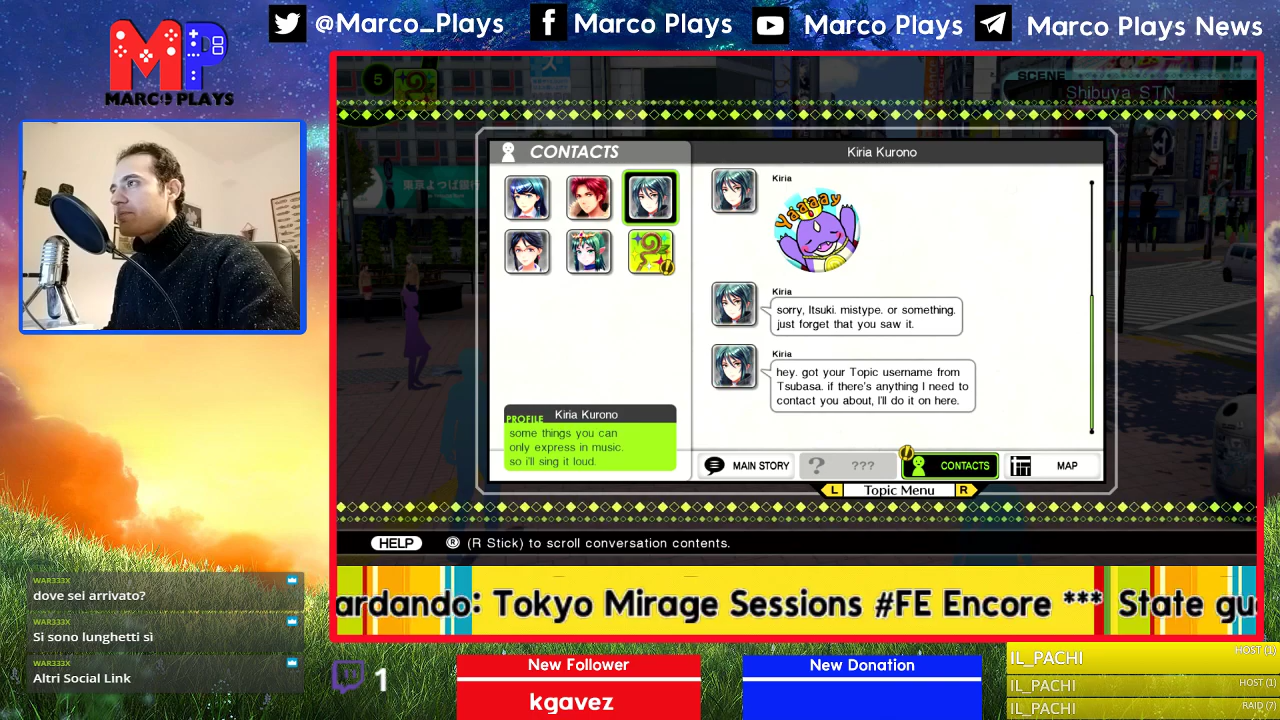 @Marco_Plays
Marco Plays
Marco Plays
Marco Plays News
MP
MARCO PLAYS
5
SCENE
Shibuya STN
CONTACTS
Kiria Kurono
Kiria
Yaaaay
Kiria
sorry, Itsuki. mistype. or something.
just forget that you saw it.
Kiria
hey. got your Topic username from
Tsubasa. if there's anything I need to
contact you about, I'll do it on here.
PROFILE
Kiria Kurono
some things you can
only express in music.
so i'll sing it loud.
MAIN STORY
? ???
CONTACTS
MAP
L Topic Menu R
HELP
R (R Stick) to scroll conversation contents.
ardando: Tokyo Mirage Sessions #FE Encore *** State gu
WAR333X
dove sei arrivato?
WAR333X
Si sono lunghetti sì
WAR333X
Altri Social Link
1
New Follower
kgavez
New Donation
IL_PACHI HOST (1)
IL_PACHI HOST (1)
IL_PACHI RAID (7)